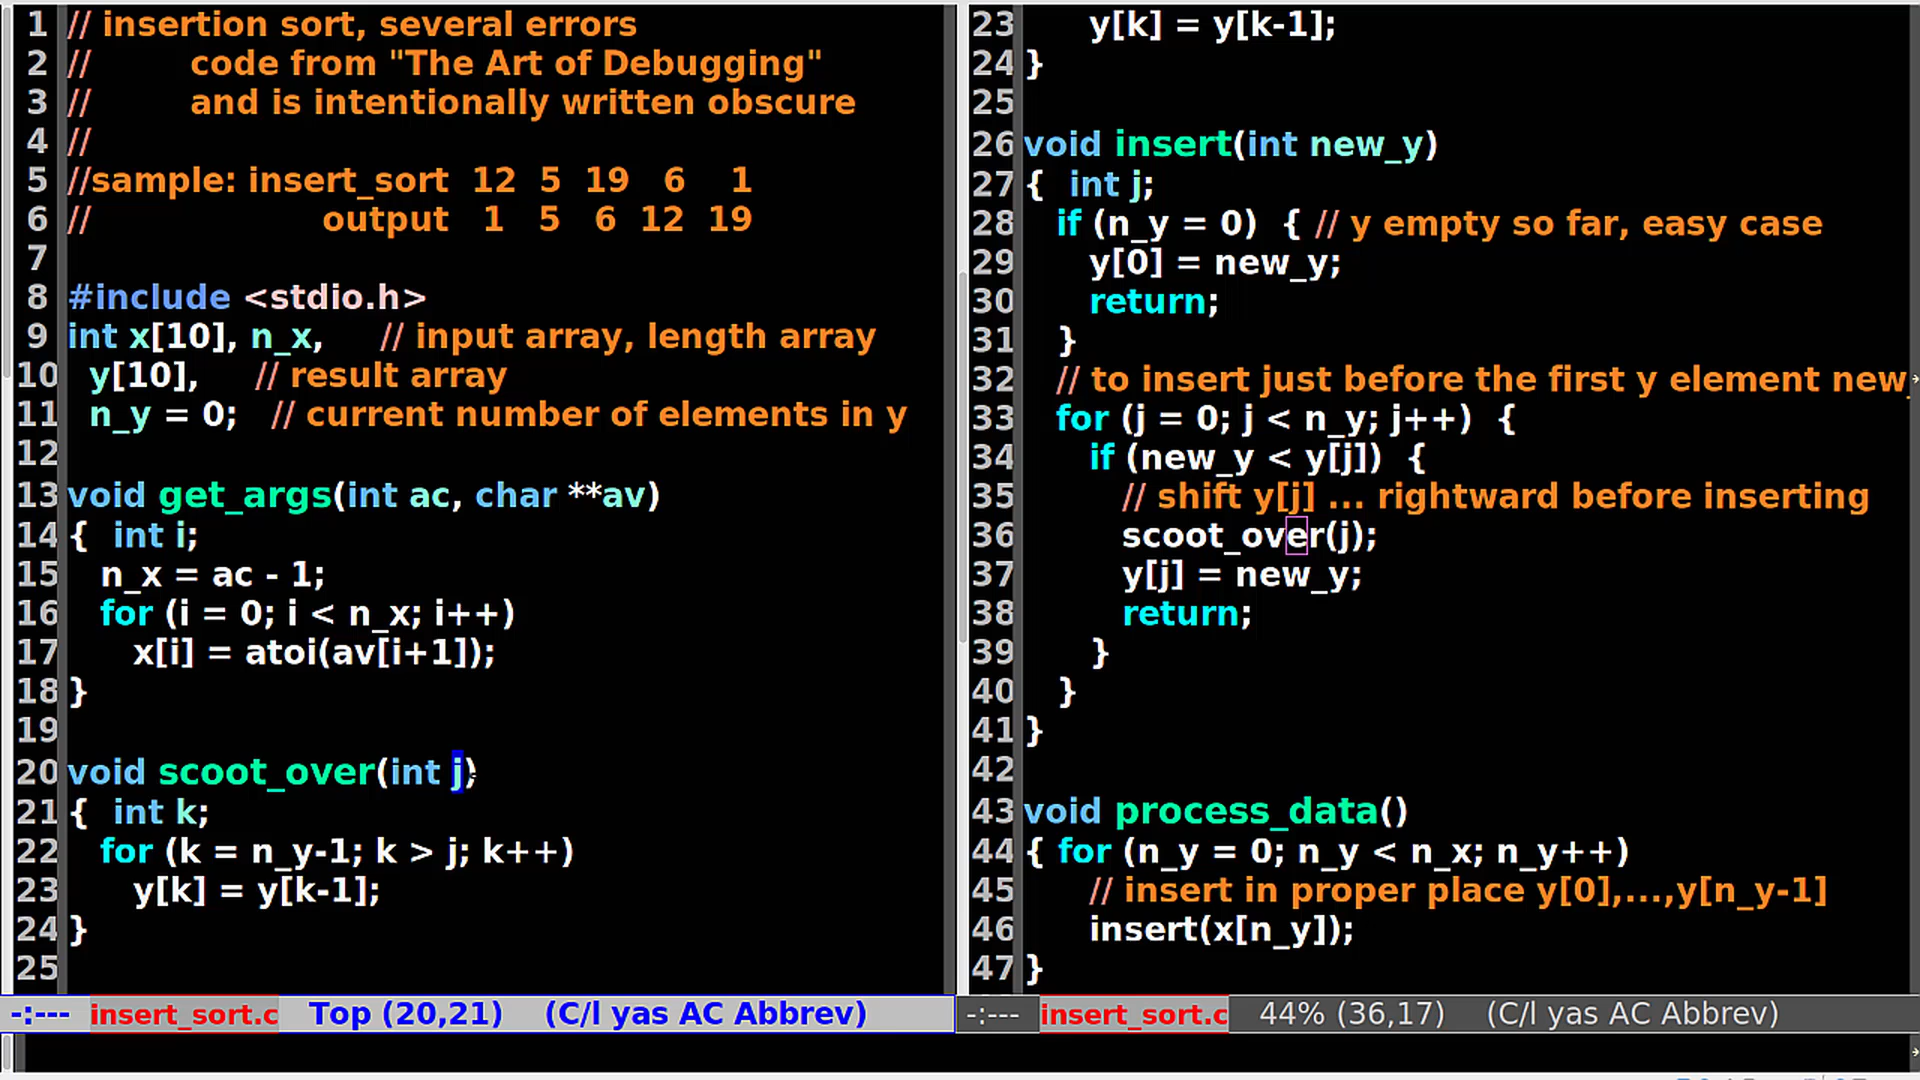 1 // insertion sort, several errors
2 // code from "The Art of Debugging"
3 // and is intentionally written obscure
4 //
5 //sample: insert_sort 12 5 19 6 1
6 // output 1 5 6 12 19
7
8 #include <stdio.h>
9 int x[10], n_x, // input array, length array
10 y[10], // result array
11 n_y = 0; // current number of elements in y
12
13 void get_args(int ac, char **av)
14 { int i;
15 n_x = ac - 1;
16 for (i = 0; i < n_x; i++)
17 x[i] = atoi(av[i+1]);
18 }
19
20 void scoot_over(int j)
21 { int k;
22 for (k = n_y-1; k > j; k++)
23 y[k] = y[k-1];
24 }
25
-:--- insert_sort.c Top (20,21) (C/l yas AC Abbrev)
23 y[k] = y[k-1];
24 }
25
26 void insert(int new_y)
27 { int j;
28 if (n_y = 0) { // y empty so far, easy case
29 y[0] = new_y;
30 return;
31 }
32 // to insert just before the first y element new_
33 for (j = 0; j < n_y; j++) {
34 if (new_y < y[j]) {
35 // shift y[j] ... rightward before inserting
36 scoot_over(j);
37 y[j] = new_y;
38 return;
39 }
40 }
41 }
42
43 void process_data()
44 { for (n_y = 0; n_y < n_x; n_y++)
45 // insert in proper place y[0],...,y[n_y-1]
46 insert(x[n_y]);
47 }
-:--- insert_sort.c 44% (36,17) (C/l yas AC Abbrev)